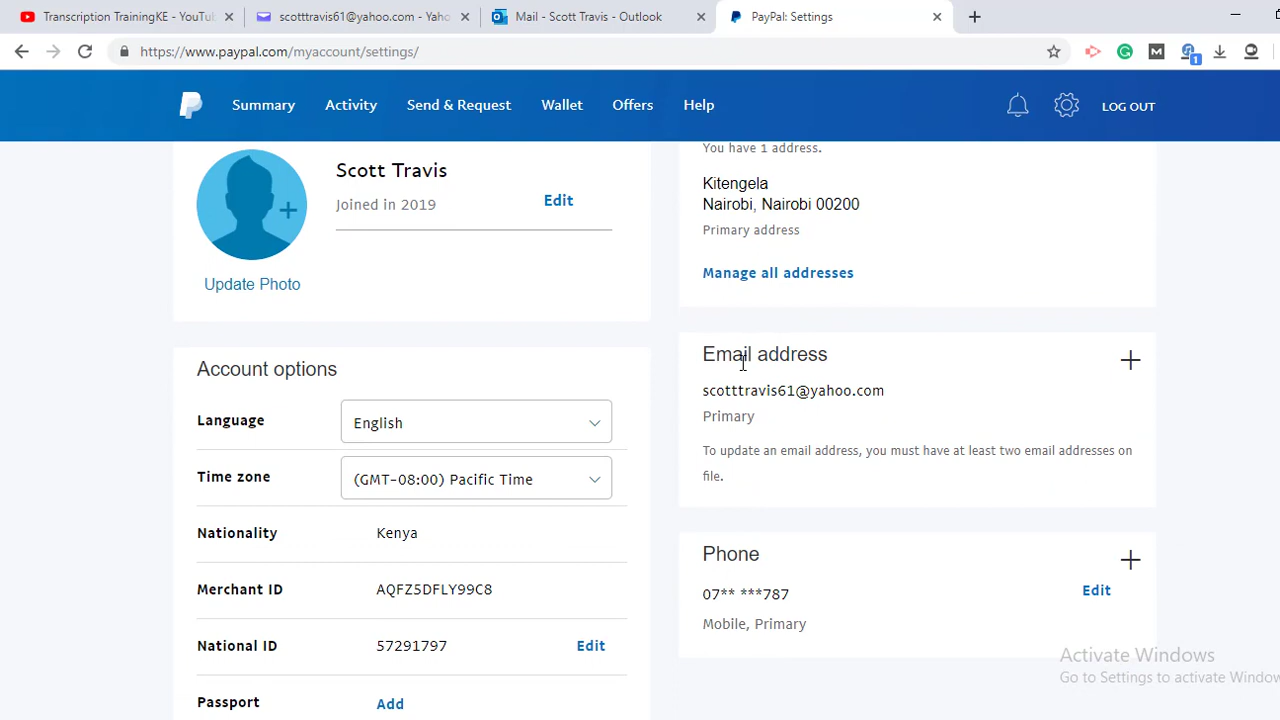 Transcription TrainingKE - YouTu
scotttravis61@yahoo.com - Yaho
Mail - Scott Travis - Outlook
PayPal: Settings
https://www.paypal.com/myaccount/settings/
1
Summary
Activity
Send & Request
Wallet
Offers
Help
LOG OUT
Scott Travis
Joined in 2019
Edit
Update Photo
Account options
Language
English
Time zone
(GMT-08:00) Pacific Time
Nationality
Kenya
Merchant ID
AQFZ5DFLY99C8
National ID
57291797
Edit
Passport
Add
You have 1 address.
Kitengela
Nairobi, Nairobi 00200
Primary address
Manage all addresses
Email address
scotttravis61@yahoo.com
Primary
To update an email address, you must have at least two email addresses on
file.
Phone
07** ***787
Edit
Mobile, Primary
Activate Windows
Go to Settings to activate Windo